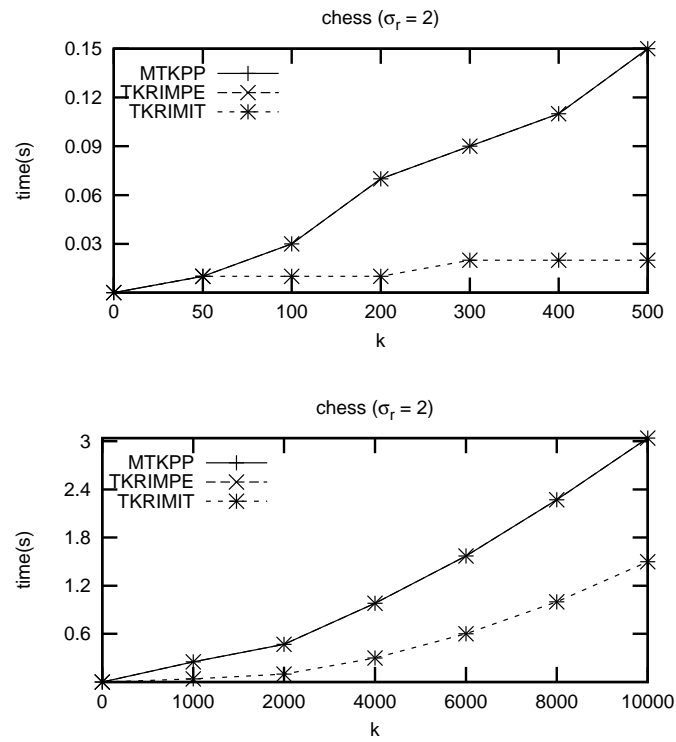 chess (σr = 2)
0.15
0.12
0.09
0.06
0.03
time(s)
MTKPP
TKRIMPE
TKRIMIT
0 50 100 200 300 400 500
k
chess (σr = 2)
3
2.4
1.8
1.2
0.6
time(s)
MTKPP
TKRIMPE
TKRIMIT
0 1000 2000 4000 6000 8000 10000
k